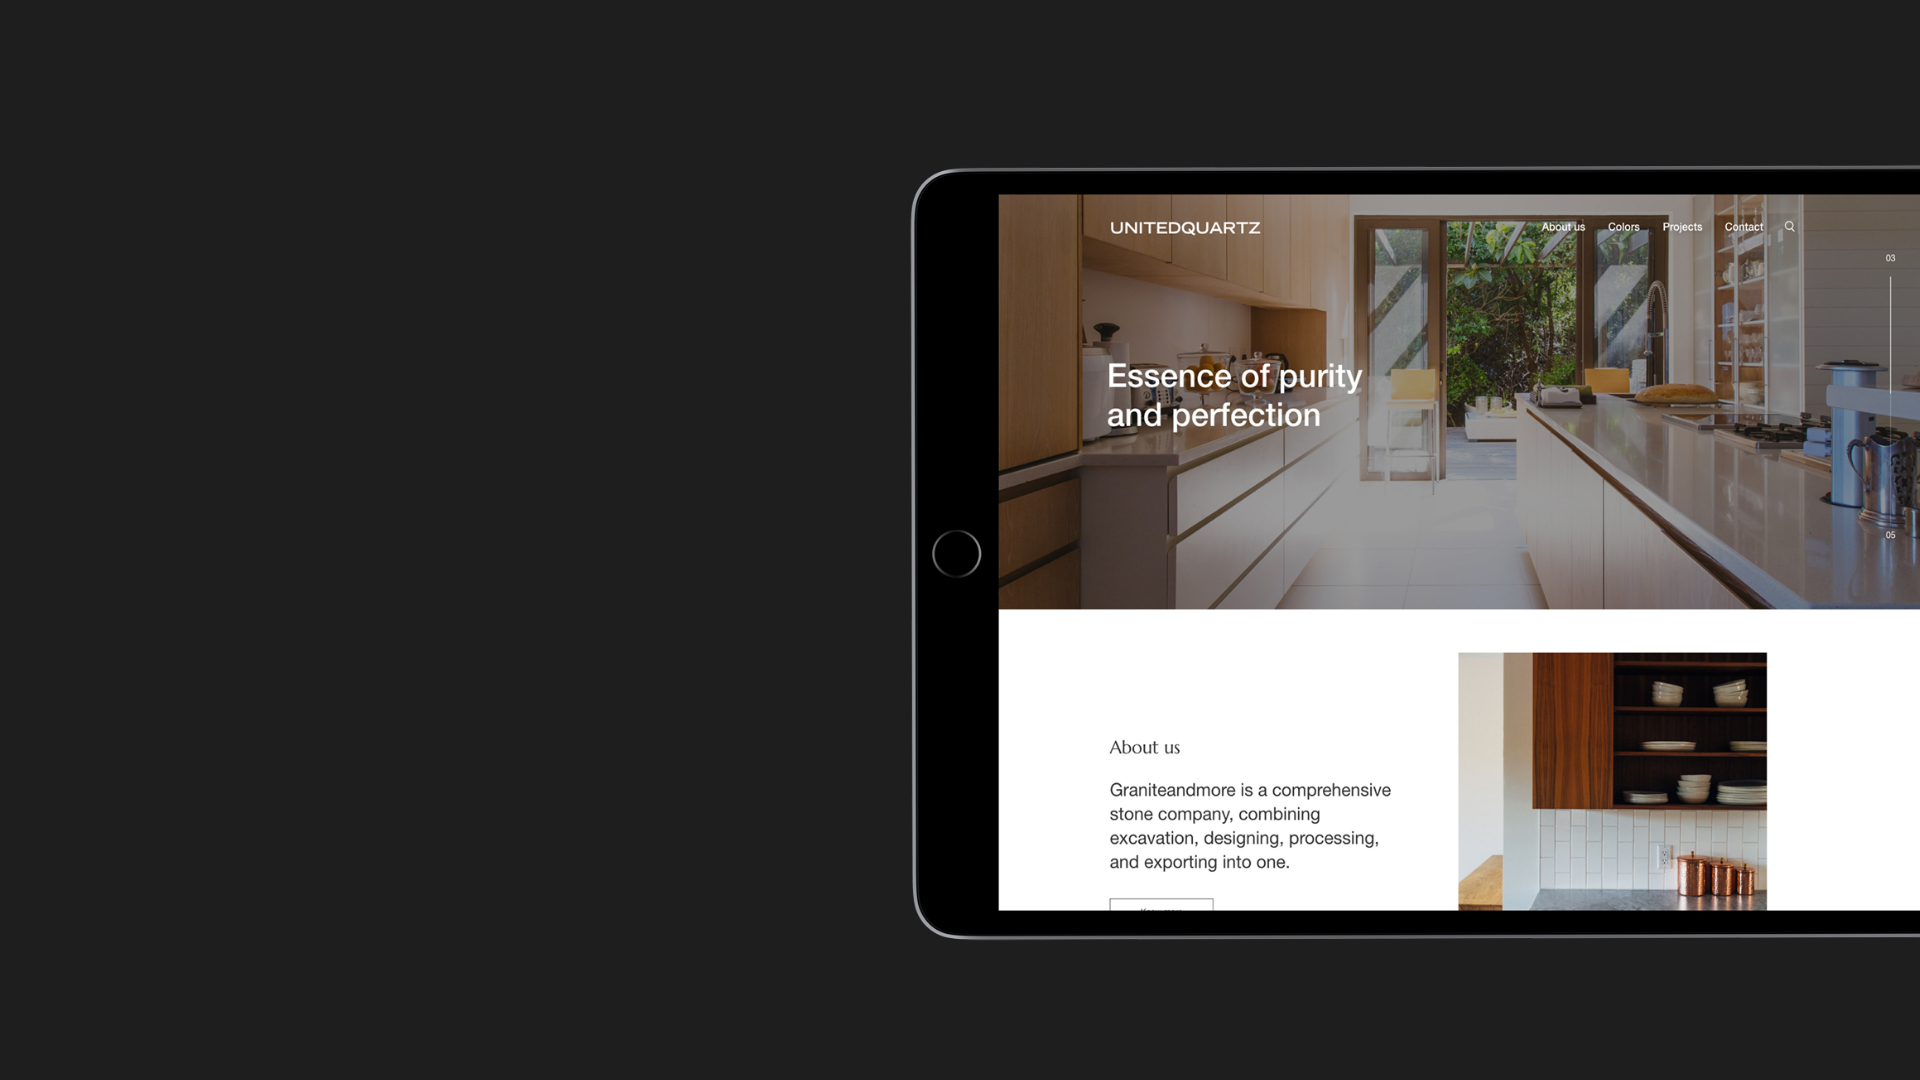 UNITEDQUARTZ
About us Colors Projects Contact
03
Essence of purity
and perfection
05
About us
Graniteandmore is a comprehensive
stone company, combining
excavation, designing, processing,
and exporting into one.